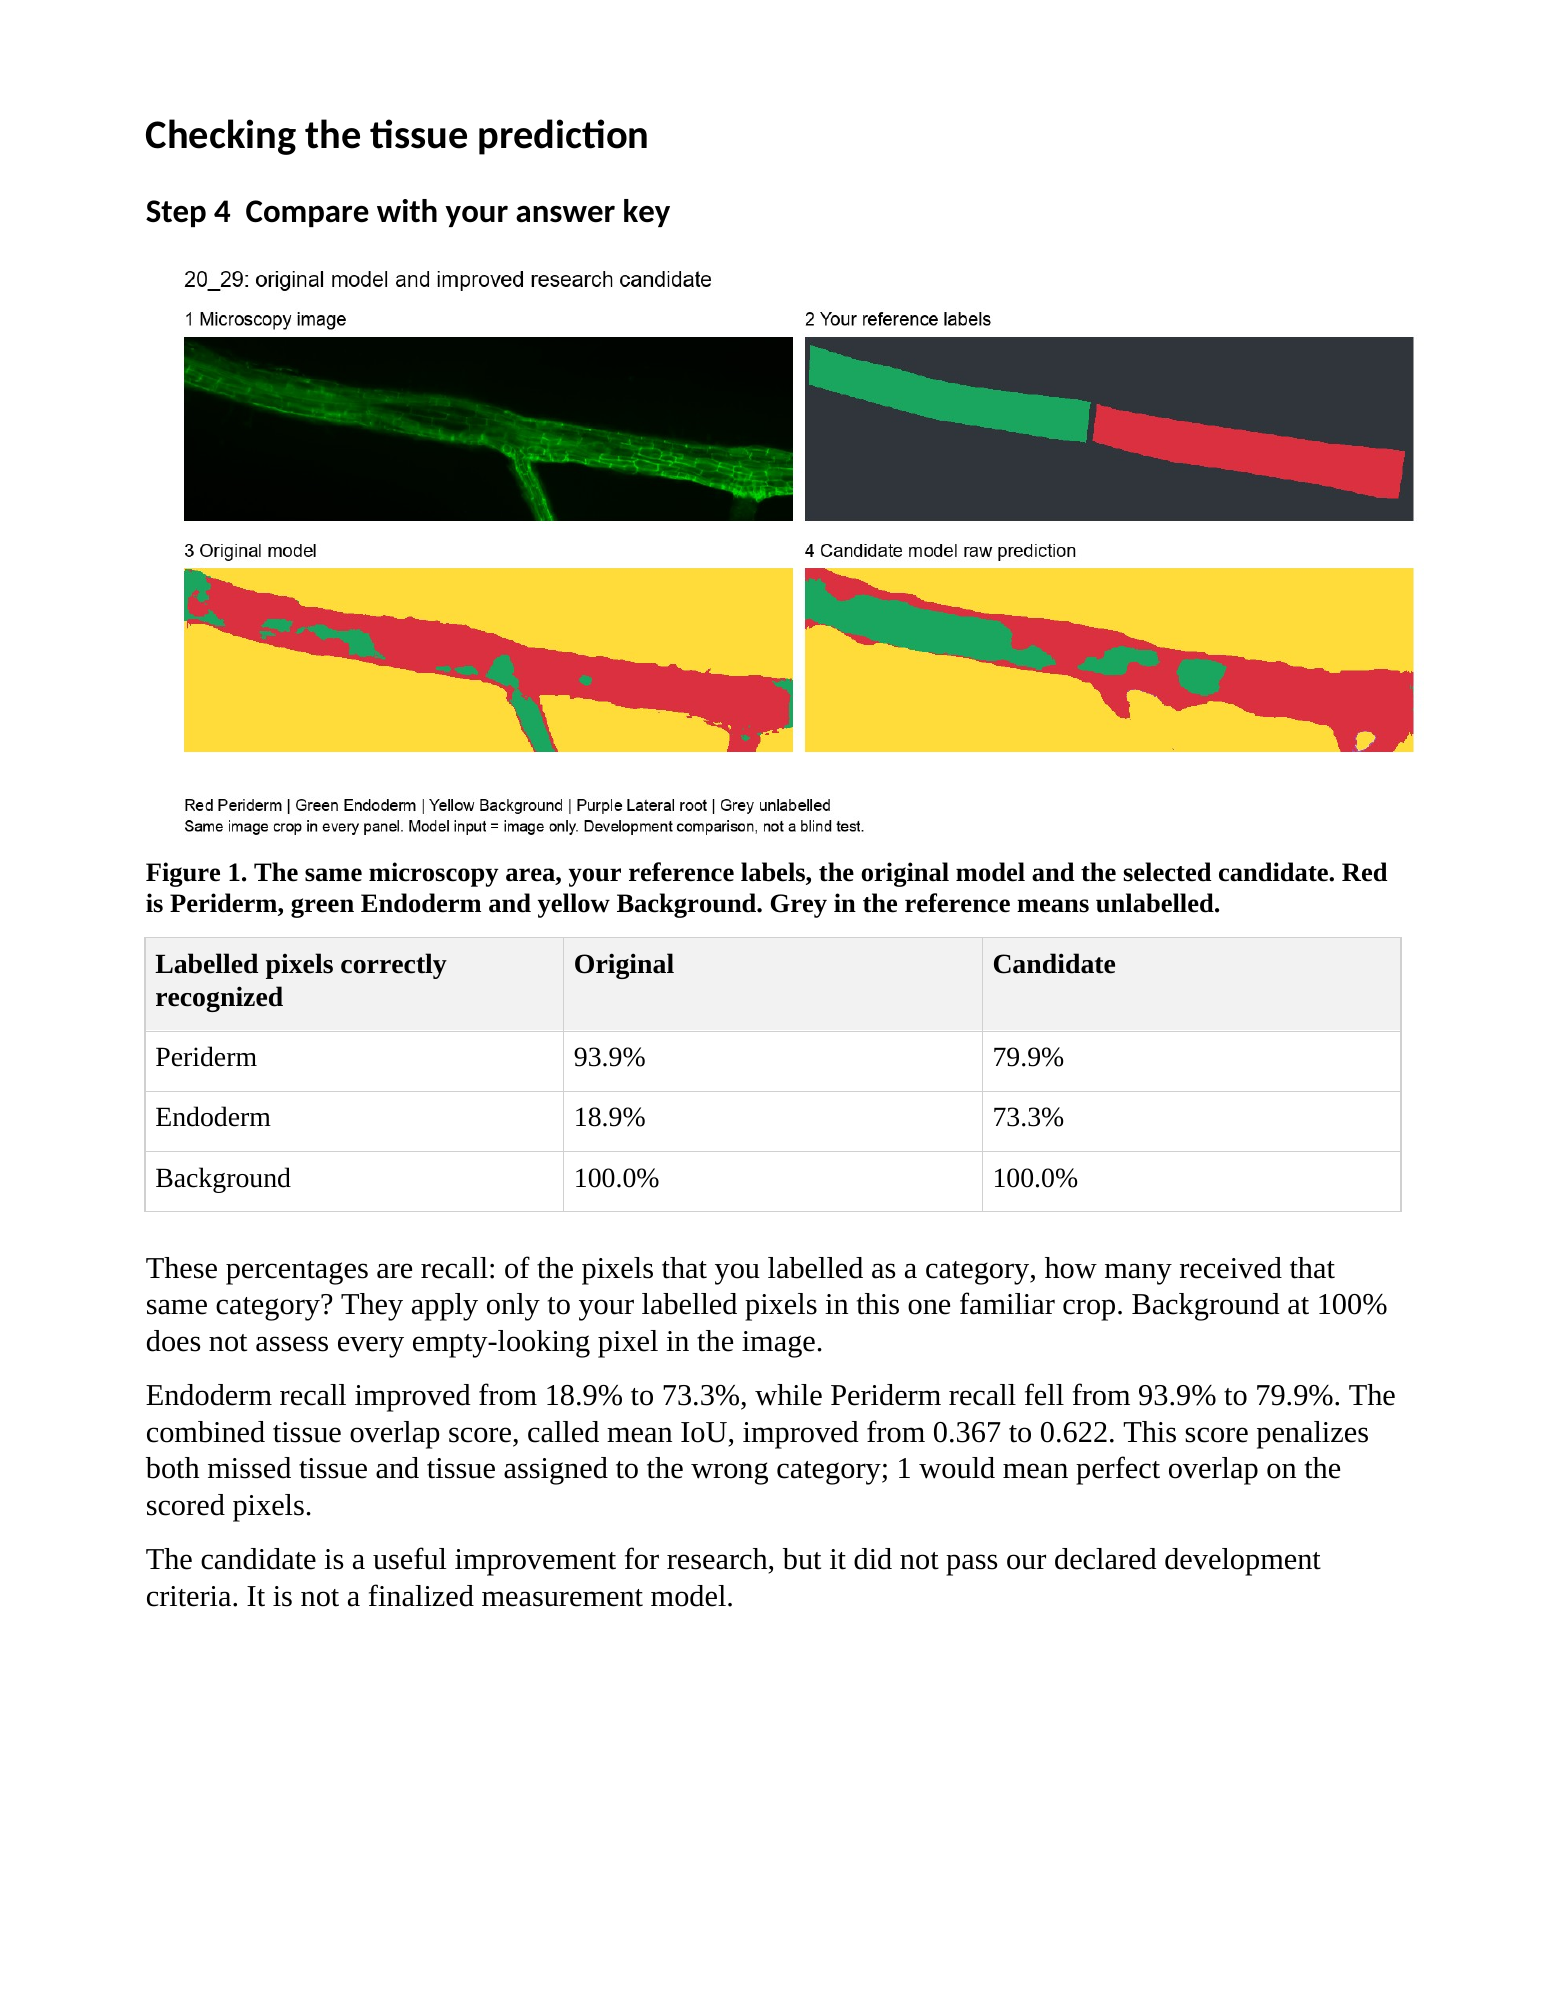 Checking the tissue prediction
Step 4  Compare with your answer key
20_29: original model and improved research candidate
1 Microscopy image
2 Your reference labels
3 Original model
4 Candidate model raw prediction
Red Periderm | Green Endoderm | Yellow Background | Purple Lateral root | Grey unlabelled
Same image crop in every panel. Model input = image only. Development comparison, not a blind test.
Figure 1. The same microscopy area, your reference labels, the original model and the selected candidate. Red
is Periderm, green Endoderm and yellow Background. Grey in the reference means unlabelled.
Labelled pixels correctly
recognized
Original
Candidate
Periderm
93.9%
79.9%
Endoderm
18.9%
73.3%
Background
100.0%
100.0%
These percentages are recall: of the pixels that you labelled as a category, how many received that
same category? They apply only to your labelled pixels in this one familiar crop. Background at 100%
does not assess every empty-looking pixel in the image.
Endoderm recall improved from 18.9% to 73.3%, while Periderm recall fell from 93.9% to 79.9%. The
combined tissue overlap score, called mean IoU, improved from 0.367 to 0.622. This score penalizes
both missed tissue and tissue assigned to the wrong category; 1 would mean perfect overlap on the
scored pixels.
The candidate is a useful improvement for research, but it did not pass our declared development
criteria. It is not a finalized measurement model.